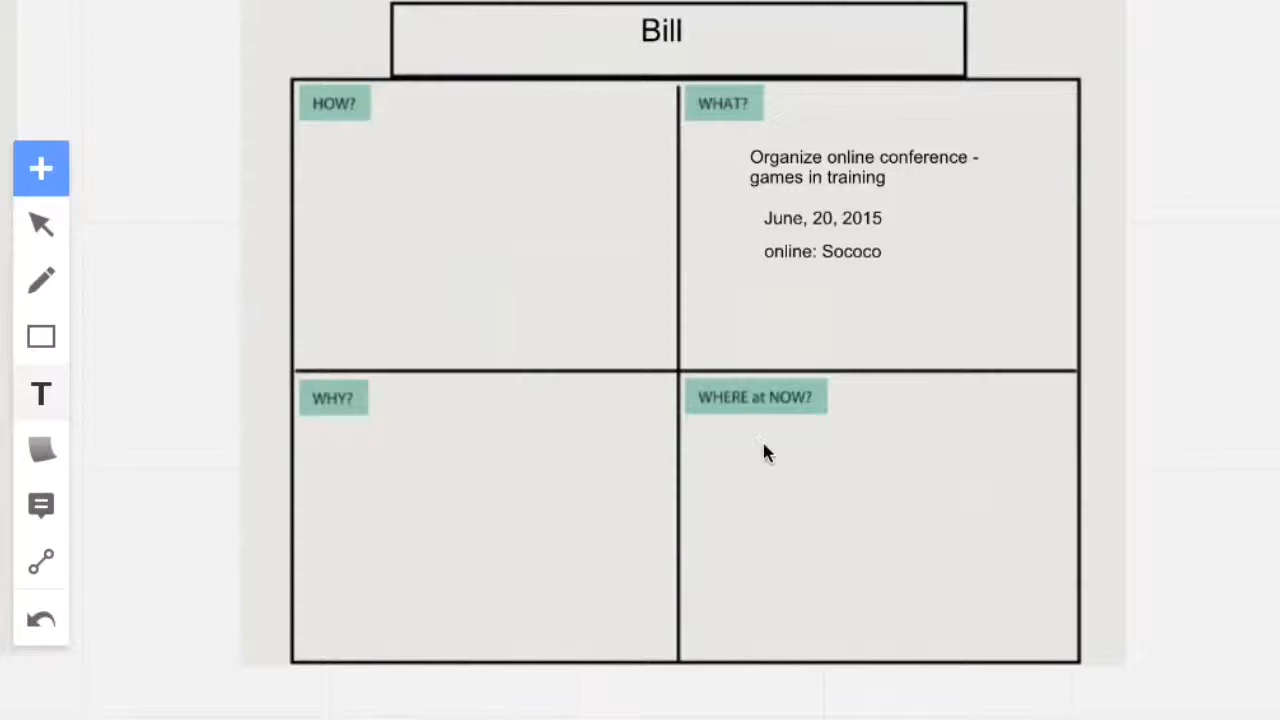 Bill
HOW?
WHAT?
Organize online conference -
games in training
June, 20, 2015
online: Sococo
WHY?
WHERE at NOW?
T